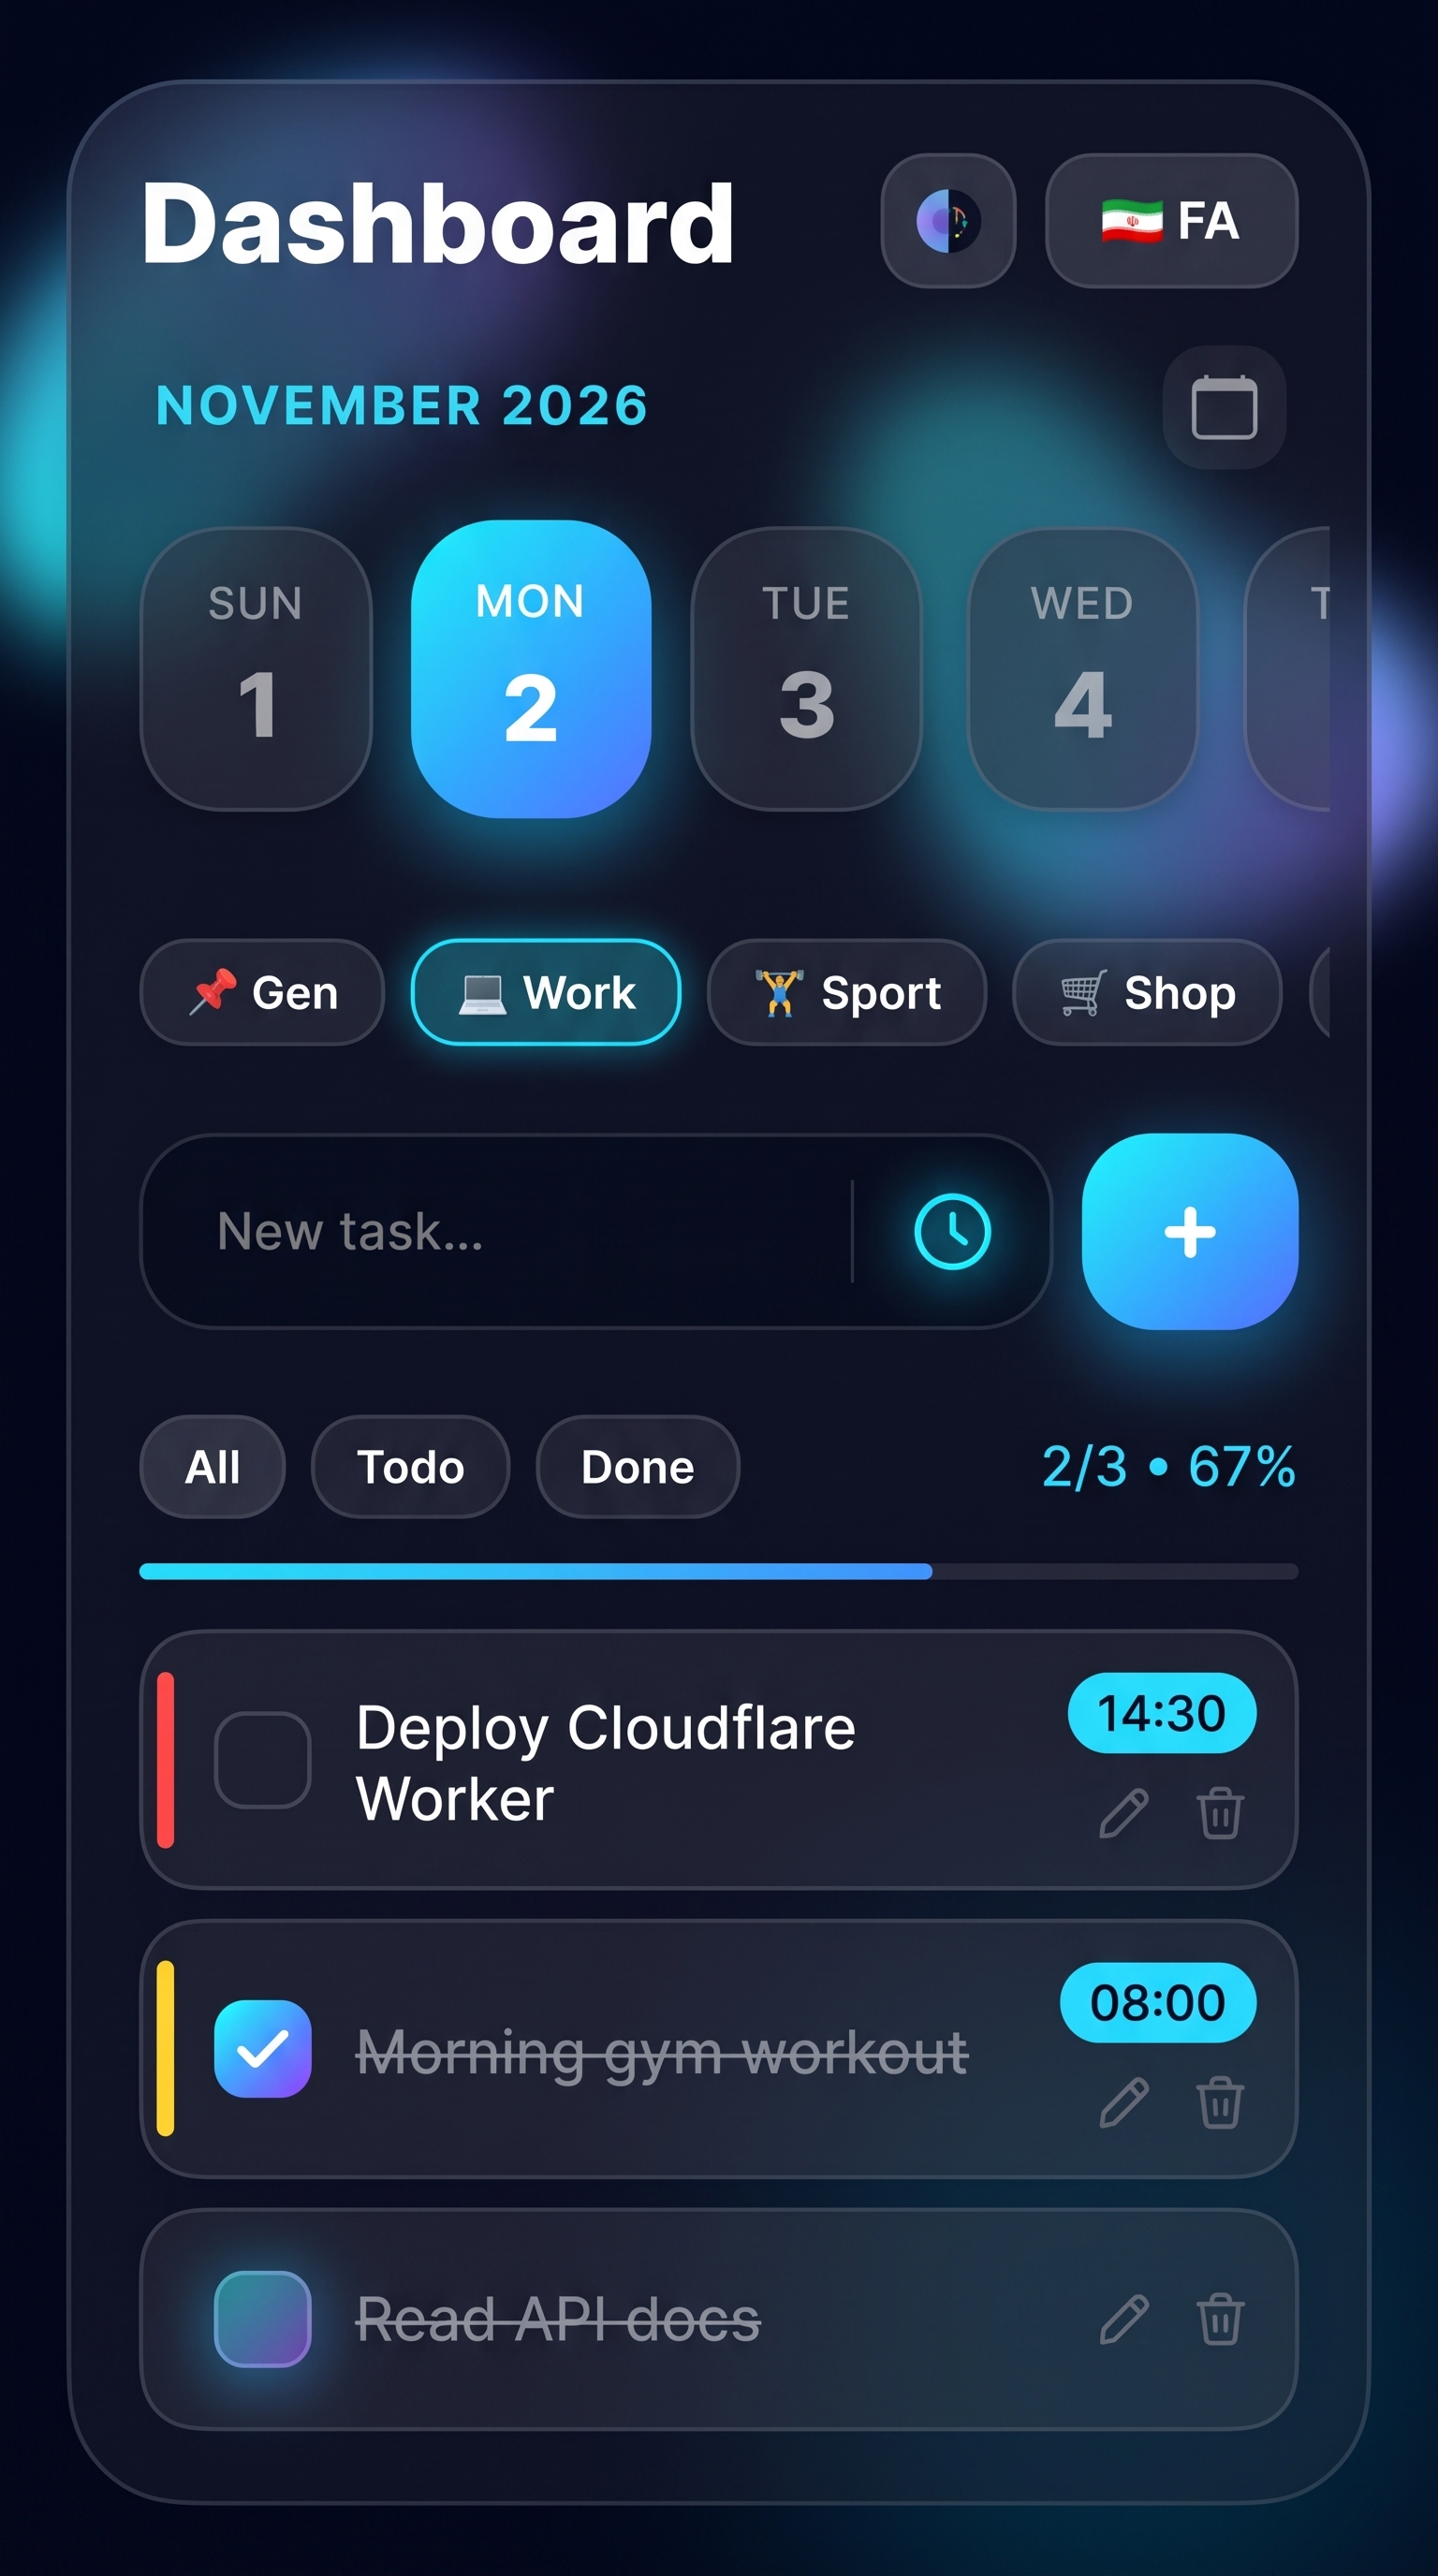 Dashboard
FA
NOVEMBER 2026
SUN
1
MON
2
TUE
3
WED
4
T
Gen
Work
Sport
Shop
New task...
All
Todo
Done
2/3 • 67%
Deploy Cloudflare
Worker
14:30
Morning gym workout
08:00
Read API docs